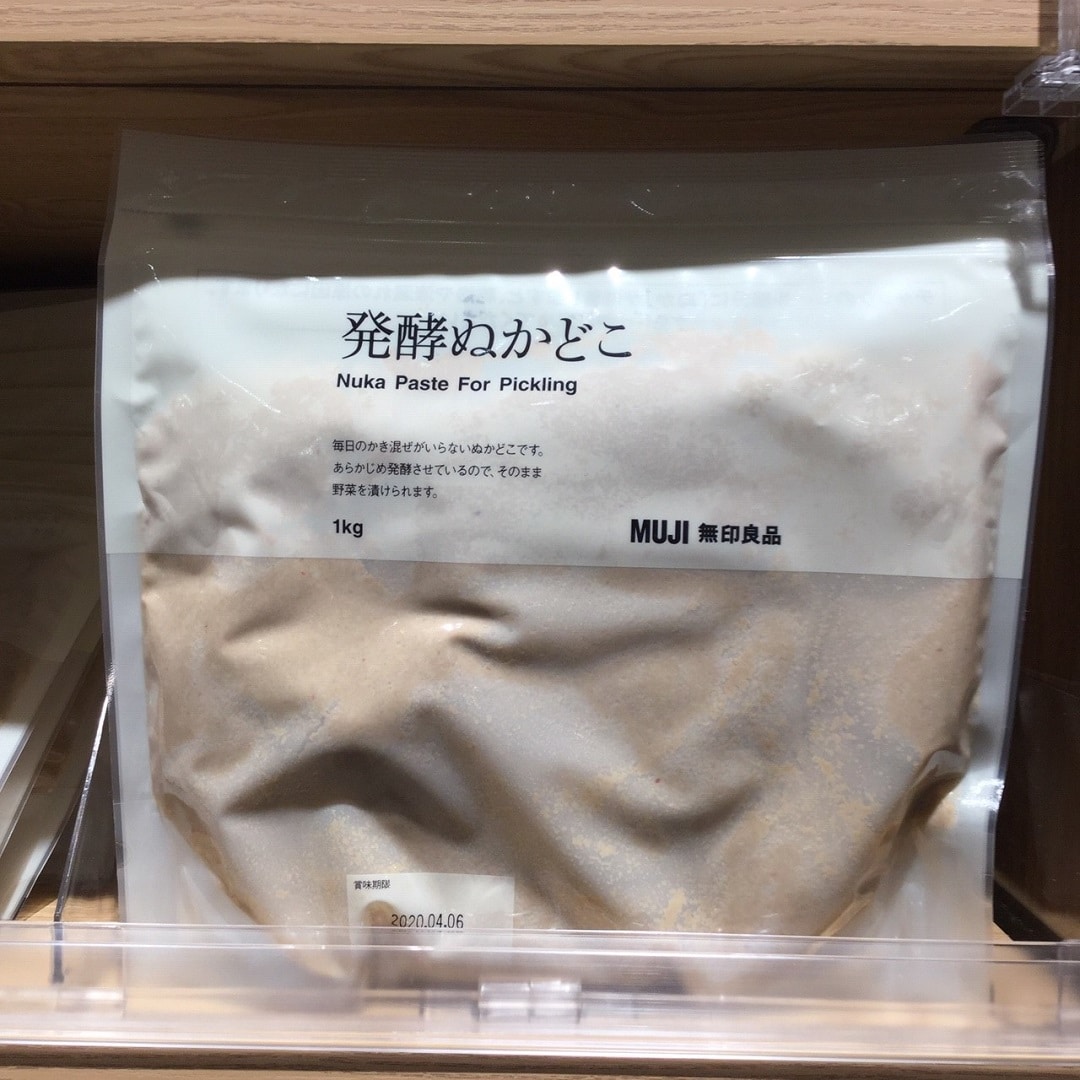 発酵ぬかどこ
Nuka Paste For Pickling
毎日のかき混ぜがいらないぬかどこです。
あらかじめ発酵させているので、そのまま
野菜を漬けられます。
1kg
MUJI 無印良品
賞味期限
2020.04.06